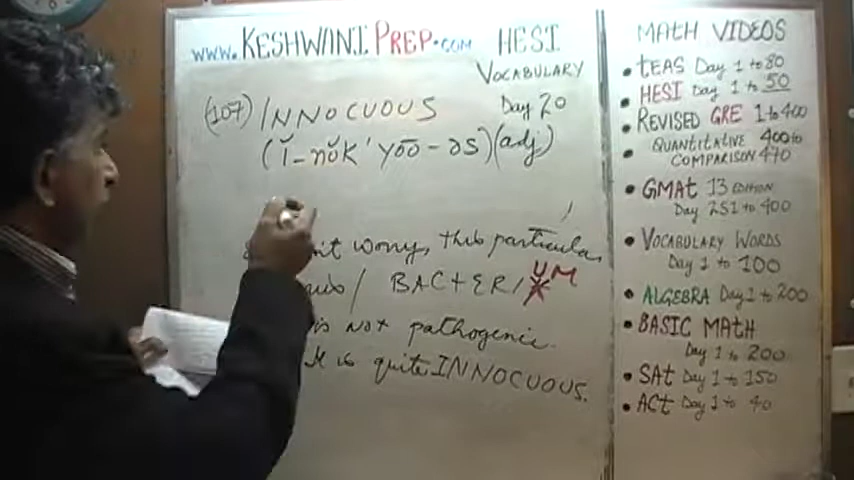 www.KESHWANIPREP.COM HESI
VOCABULARY
Day 20
(107) INNOCUOUS
(ĭ-nŏk'yōō-əs)(adj)
't worry, this particular
BACTERIUM
is not pathogenic.
It is quite INNOCUOUS.
MATH VIDEOS
• TEAS Day 1 to 80
• HESI Day 1 to 50
• REVISED GRE 1 to 400
• QUANTITATIVE 400 to
COMPARISON 470
• GMAT 13 EDITION
Day 251 to 400
• VOCABULARY WORDS
Day 1 to 100
• ALGEBRA Day 1 to 200
• BASIC MATH
Day 1 to 200
• SAT Day 1 to 150
• ACT Day 1 to 40